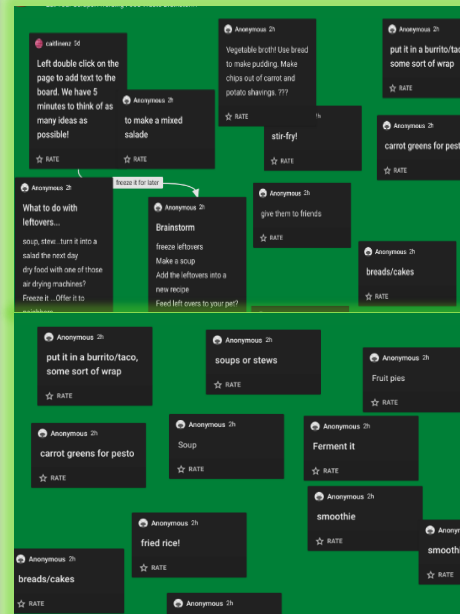 caitlinenz 5d
Left double click on the
page to add text to the
board. We have 5
minutes to think of as
many ideas as
possible!
RATE
Anonymous 2h
to make a mixed
salade
RATE
Anonymous 2h
Vegetable broth! Use bread
to make pudding. Make
chips out of carrot and
potato shavings. ???
RATE
stir-fry!
RATE
Anonymous 2h
put it in a burrito/tac
some sort of wrap
RATE
Anonymous 2h
carrot greens for pest
RATE
freeze it for later
Anonymous 2h
What to do with
leftovers...
soup, stew...turn it into a
salad the next day
dry food with one of those
air drying machines?
Freeze it ...Offer it to
Anonymous 2h
Brainstorm
freeze leftovers
Make a soup
Add the leftovers into a
new recipe
Feed left overs to your pet?
Anonymous 2h
give them to friends
RATE
Anonymous 2h
breads/cakes
RATE
Anonymous 2h
put it in a burrito/taco,
some sort of wrap
RATE
Anonymous 2h
soups or stews
RATE
Anonymous 2h
Fruit pies
RATE
Anonymous 2h
carrot greens for pesto
RATE
Anonymous 2h
Soup
RATE
Anonymous 2h
Ferment it
RATE
Anonymous 2h
smoothie
RATE
Anonymous 2h
fried rice!
RATE
Anonym
smooth
RATE
Anonymous 2h
breads/cakes
RATE
Anonymous 2h